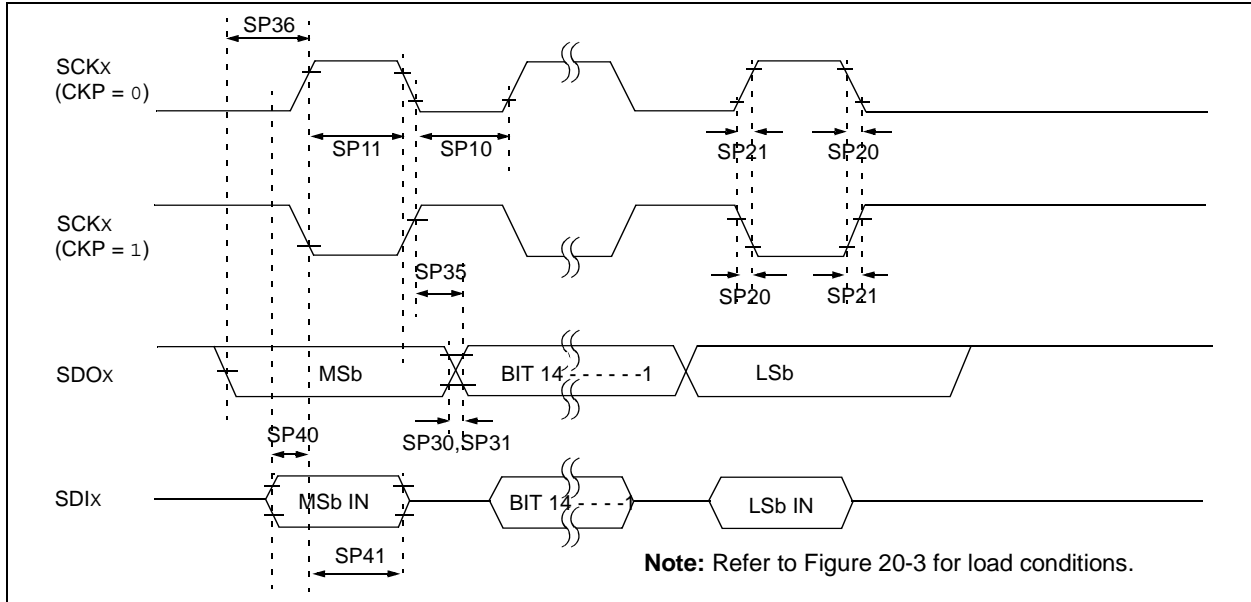 SP36
SCKX
(CKP = 0)
SP11
SP10
SP21
SP20
SCKX
(CKP = 1)
SP35
SP20
SP21
SDOX
MSb
BIT 14 - - - - - -1
LSb
SP40
SP30,SP31
SDIX
MSb IN
BIT 14 - - - - 1
LSb IN
SP41
Note: Refer to Figure 20-3 for load conditions.